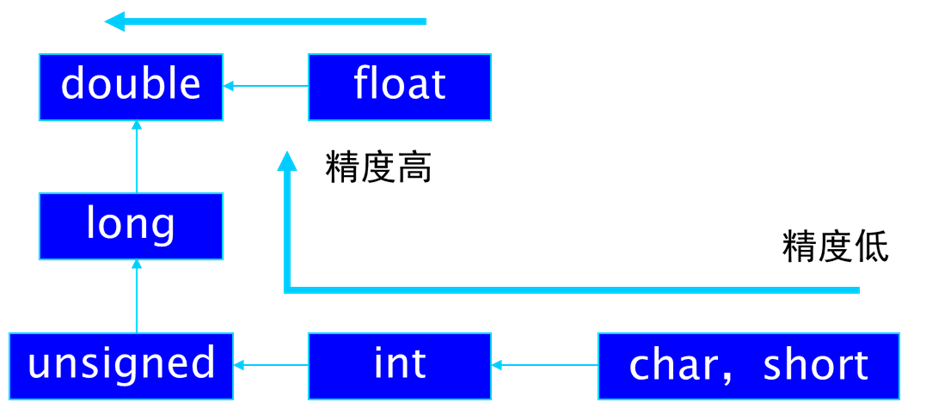 double
float
精度高
long
精度低
unsigned
int
char，short